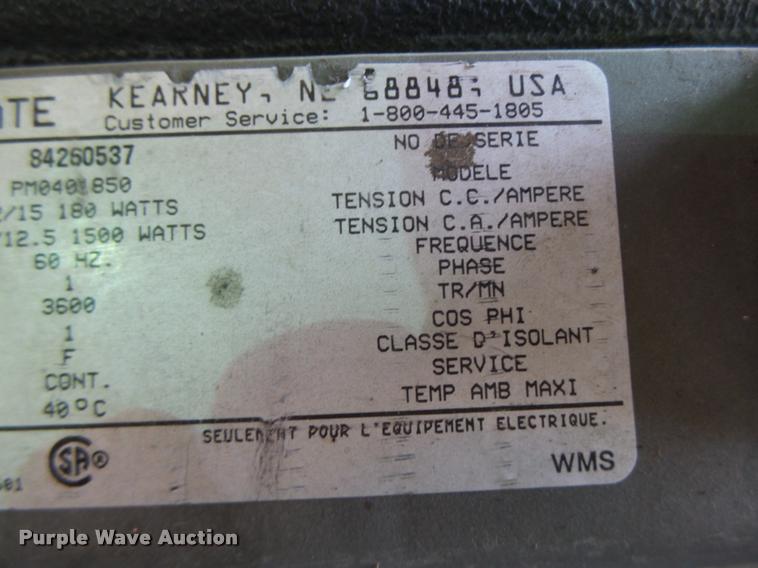 KEARNEY, NE 68848, USA
Customer Service: 1-800-445-1805
84260537 NO DE SERIE
PM0401850 MODELE
/15 180 WATTS TENSION C.C./AMPERE
/12.5 1500 WATTS TENSION C.A./AMPERE
60 HZ. FREQUENCE
1 PHASE
3600 TR/MN
1 COS PHI
F CLASSE D'ISOLANT
CONT. SERVICE
40°C TEMP AMB MAXI
SEULEMENT POUR L'EQUIPEMENT ELECTRIQUE.
SA®
WMS
Purple Wave Auction